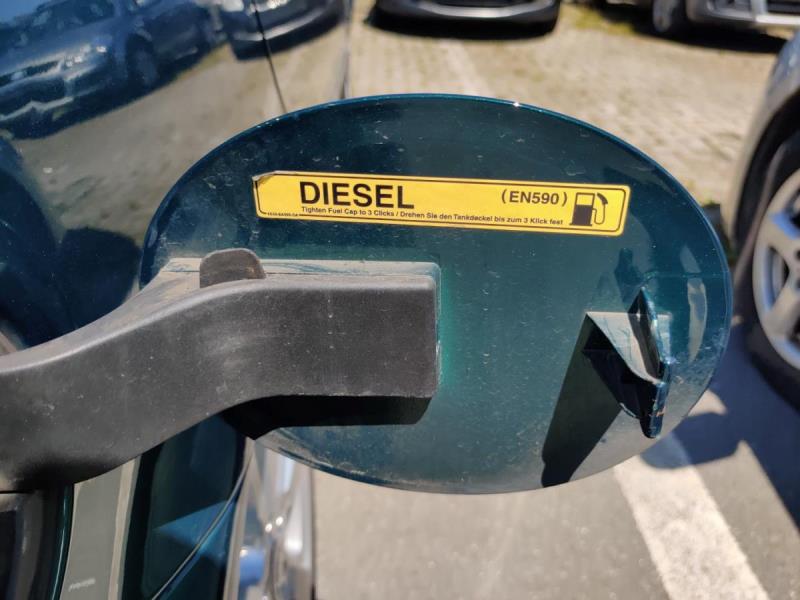 DIESEL (EN590)
Tighten Fuel Cap to 3 Clicks / Drehen Sie den Tankdeckel bis zum 3 Klick fest